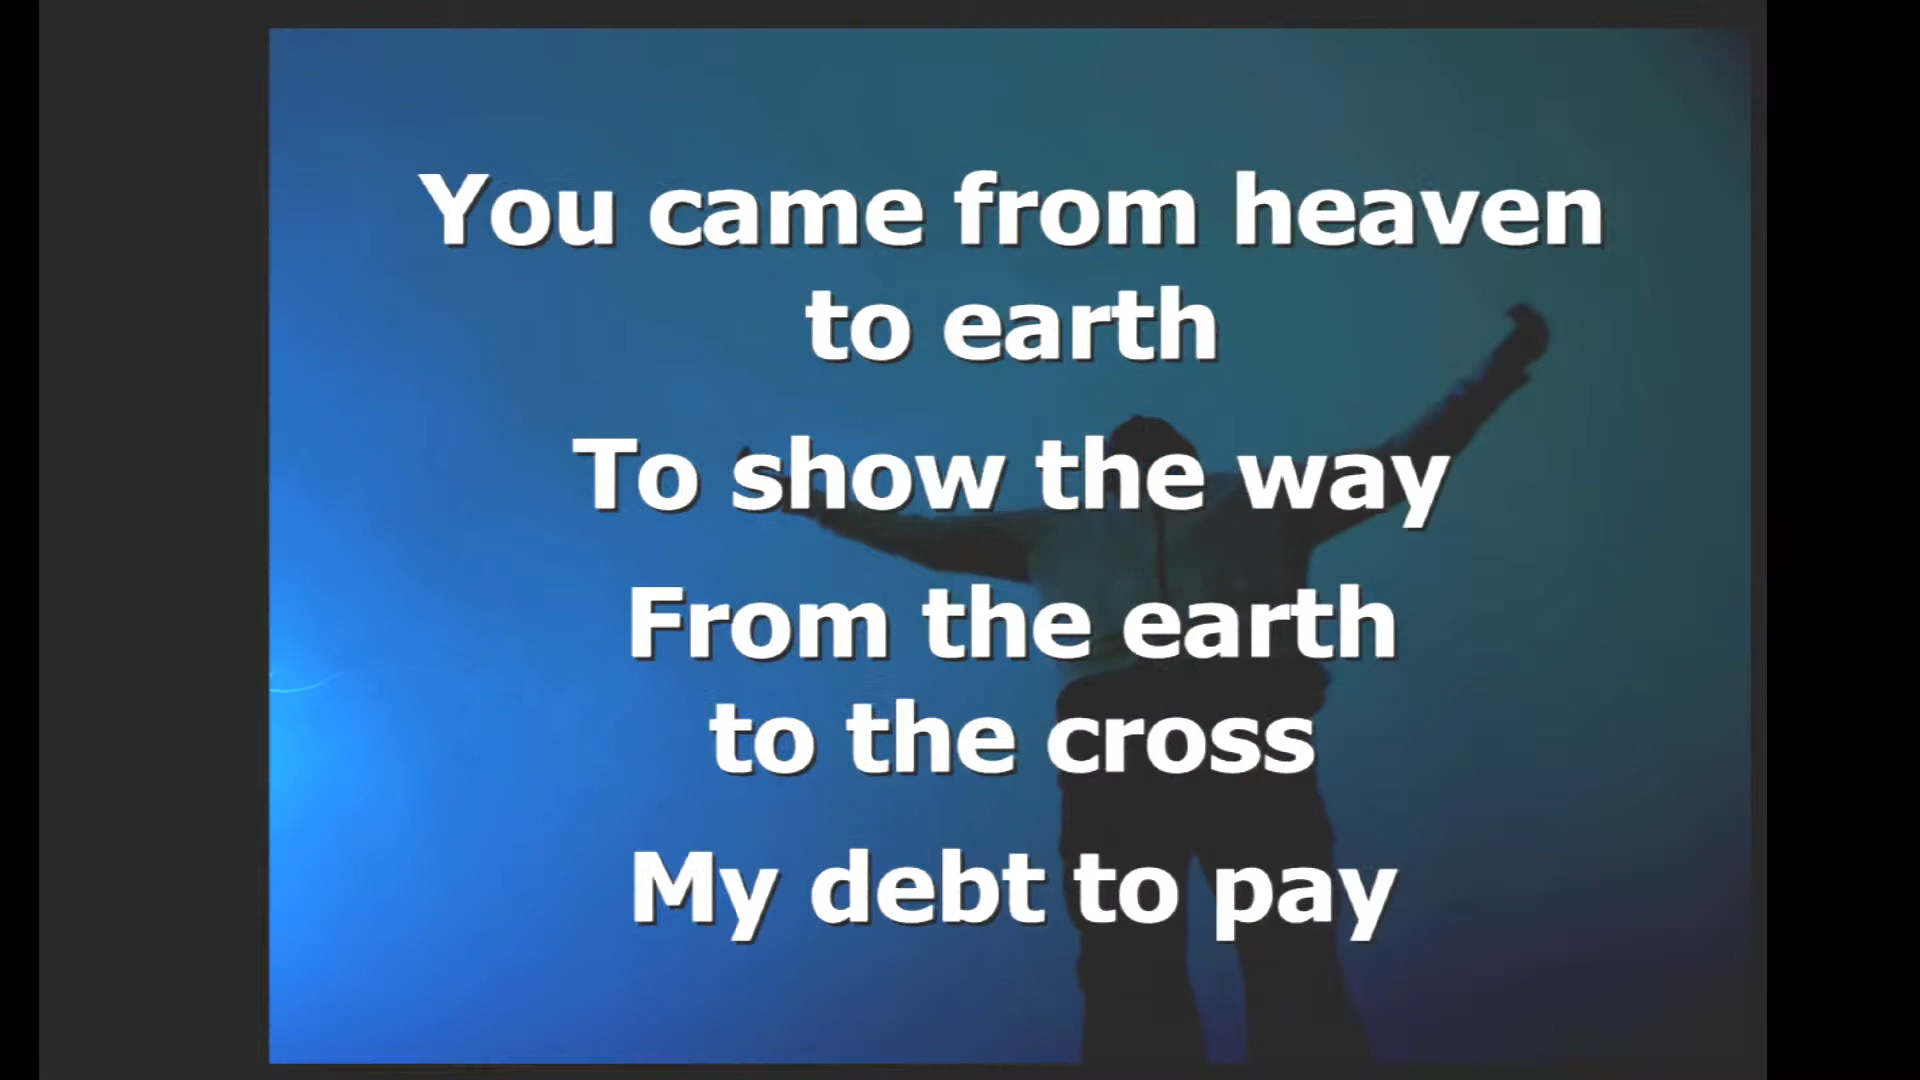 You came from heaven
to earth
To show the way
From the earth
to the cross
My debt to pay